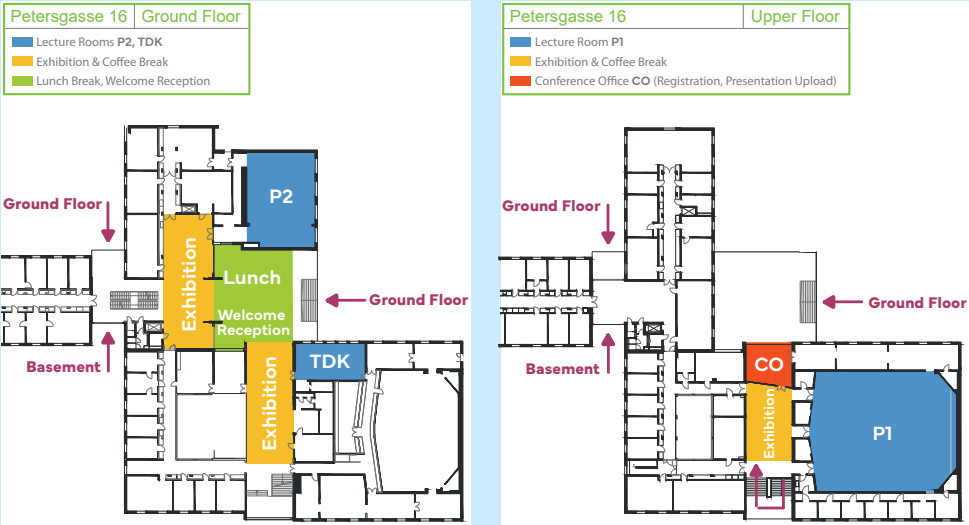 Petersgasse 16 Ground Floor
Lecture Rooms P2, TDK
Exhibition & Coffee Break
Lunch Break, Welcome Reception
P2
Ground Floor
Exhibition
Lunch
Welcome
Reception
Ground Floor
Basement
TDK
Exhibition
Petersgasse 16 Upper Floor
Lecture Room P1
Exhibition & Coffee Break
Conference Office CO (Registration, Presentation Upload)
Ground Floor
Ground Floor
Basement
CO
Exhibition
P1